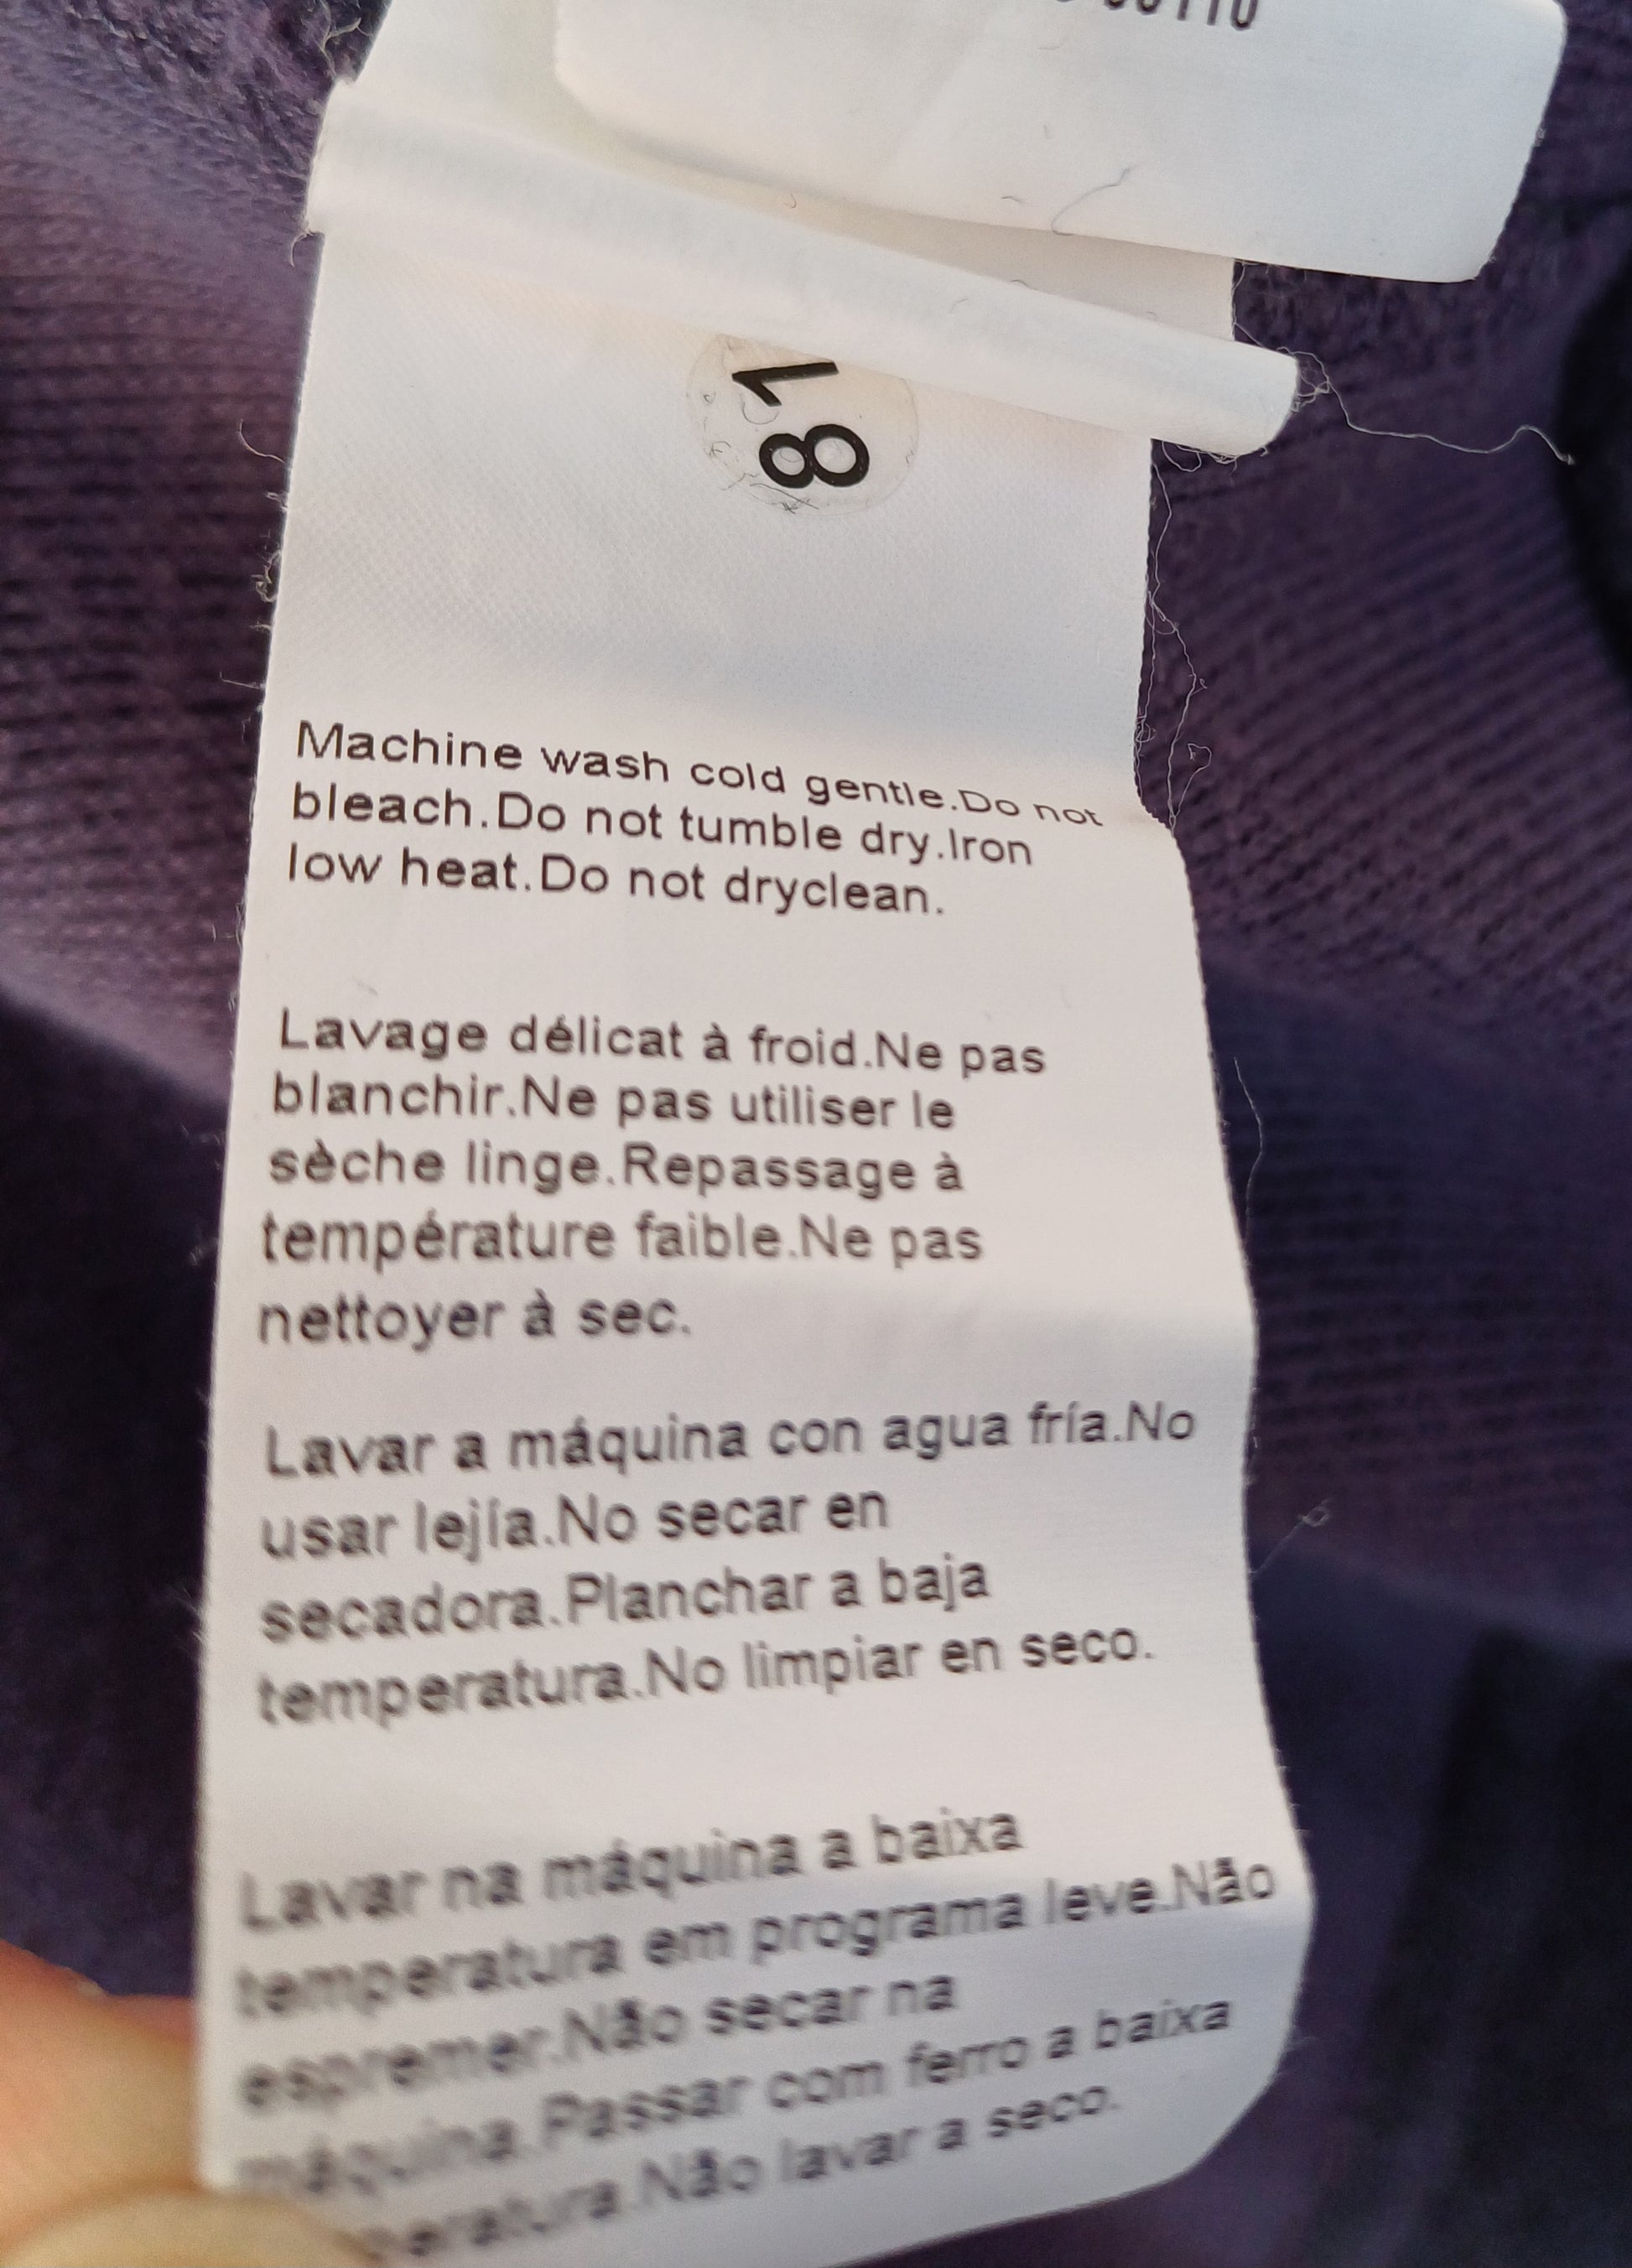 18
Machine wash cold gentle.Do not
bleach.Do not tumble dry.Iron
low heat.Do not dryclean.
Lavage délicat à froid.Ne pas
blanchir.Ne pas utiliser le
sèche linge.Repassage à
température faible.Ne pas
nettoyer à sec.
Lavar a máquina con agua fría.No
usar lejía.No secar en
secadora.Planchar a baja
temperatura.No limpiar en seco.
Lavar na máquina a baixa
temperatura em programa leve.Não
espremer.Não secar na
máquina.Passar com ferro a baixa
peratura.Não lavar a seco.